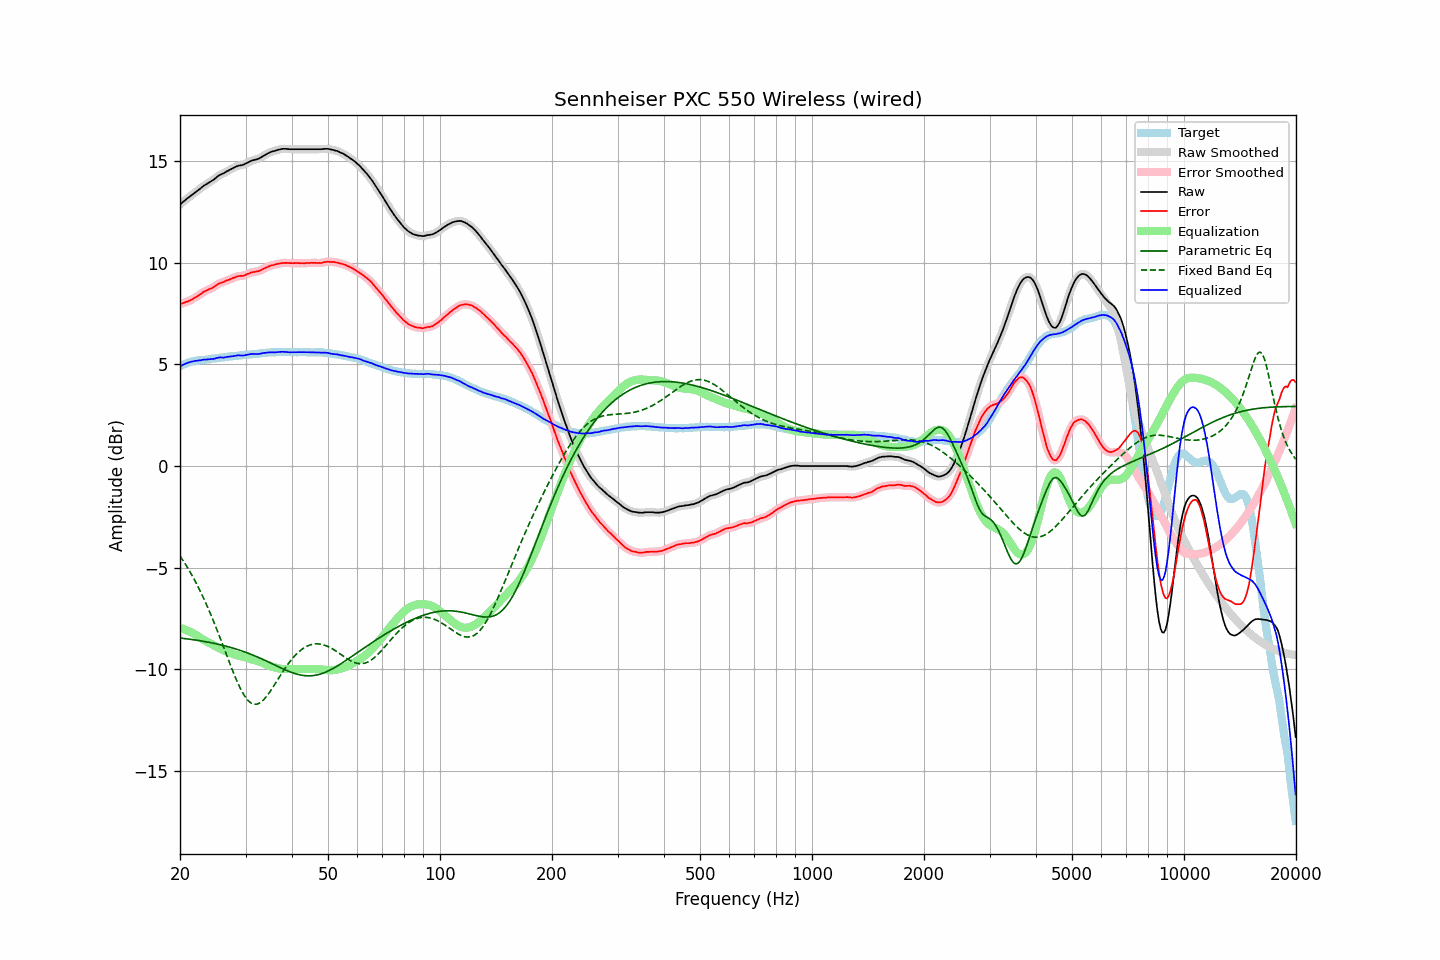 Sennheiser PXC 550 Wireless (wired)
Target
Raw Smoothed
Error Smoothed
Raw
Error
Equalization
Parametric Eq
Fixed Band Eq
Equalized
15
10
5
0
−5
−10
−15
Amplitude (dBr)
20 50 100 200 500 1000 2000 5000 10000 20000
Frequency (Hz)